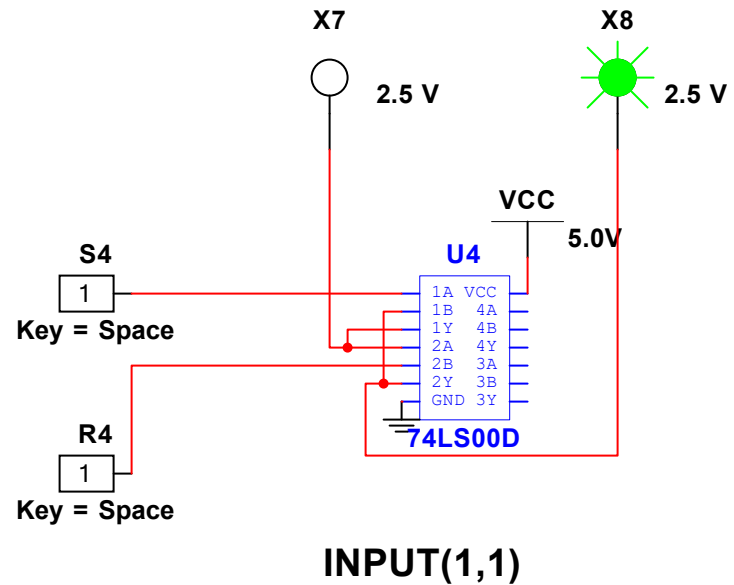 X7
X8
2.5 V
2.5 V
VCC
5.0V
S4
U4
1
Key = Space
1A VCC
1B 4A
1Y 4B
2A 4Y
2B 3A
2Y 3B
GND 3Y
74LS00D
R4
1
Key = Space
INPUT(1,1)